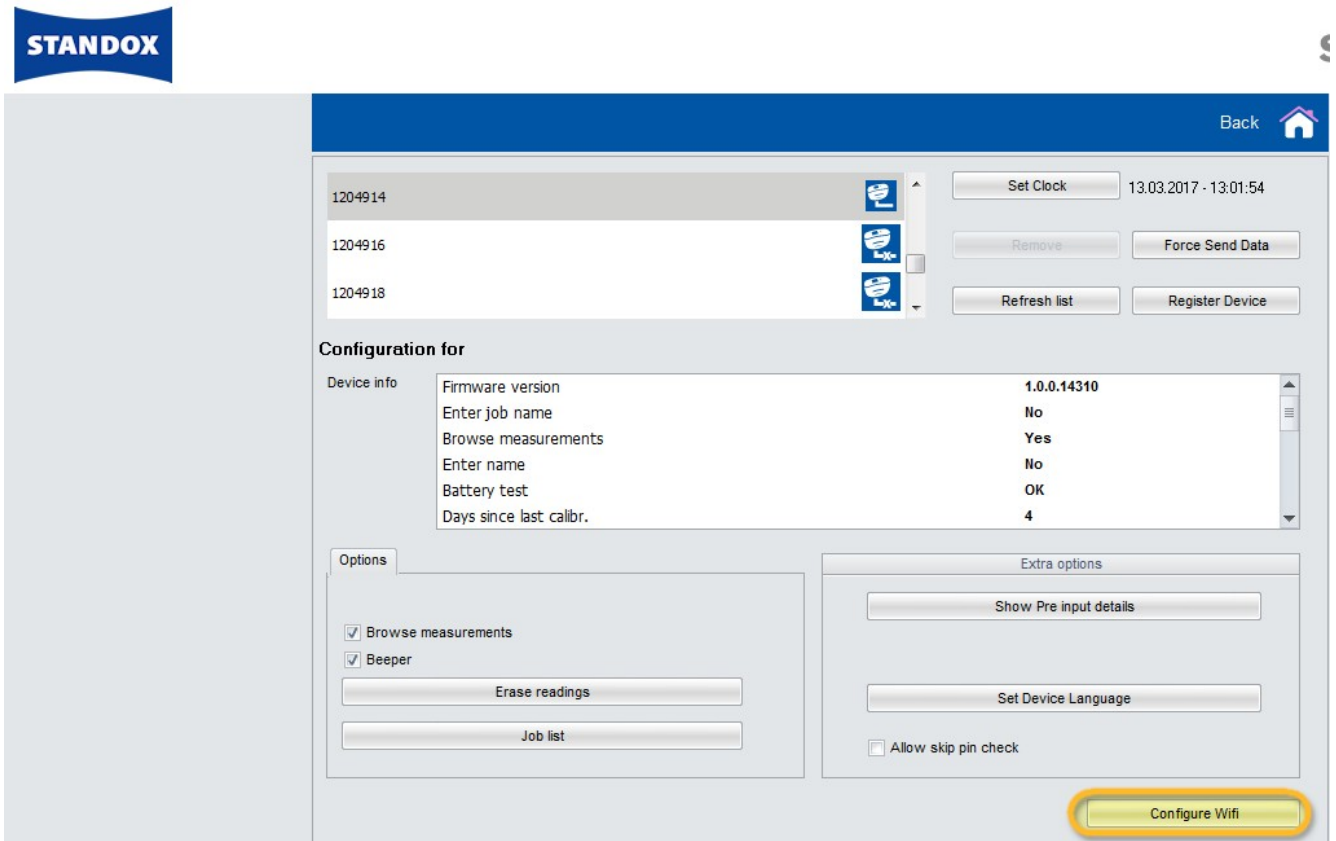 STANDOX
S
Back
1204914
1204916
1204918
Set Clock
13.03.2017 - 13:01:54
Remove
Force Send Data
Refresh list
Register Device
Configuration for
Device info
Firmware version 1.0.0.14310
Enter job name No
Browse measurements Yes
Enter name No
Battery test OK
Days since last calibr. 4
Options
Browse measurements
Beeper
Erase readings
Job list
Extra options
Show Pre input details
Set Device Language
Allow skip pin check
Configure Wifi